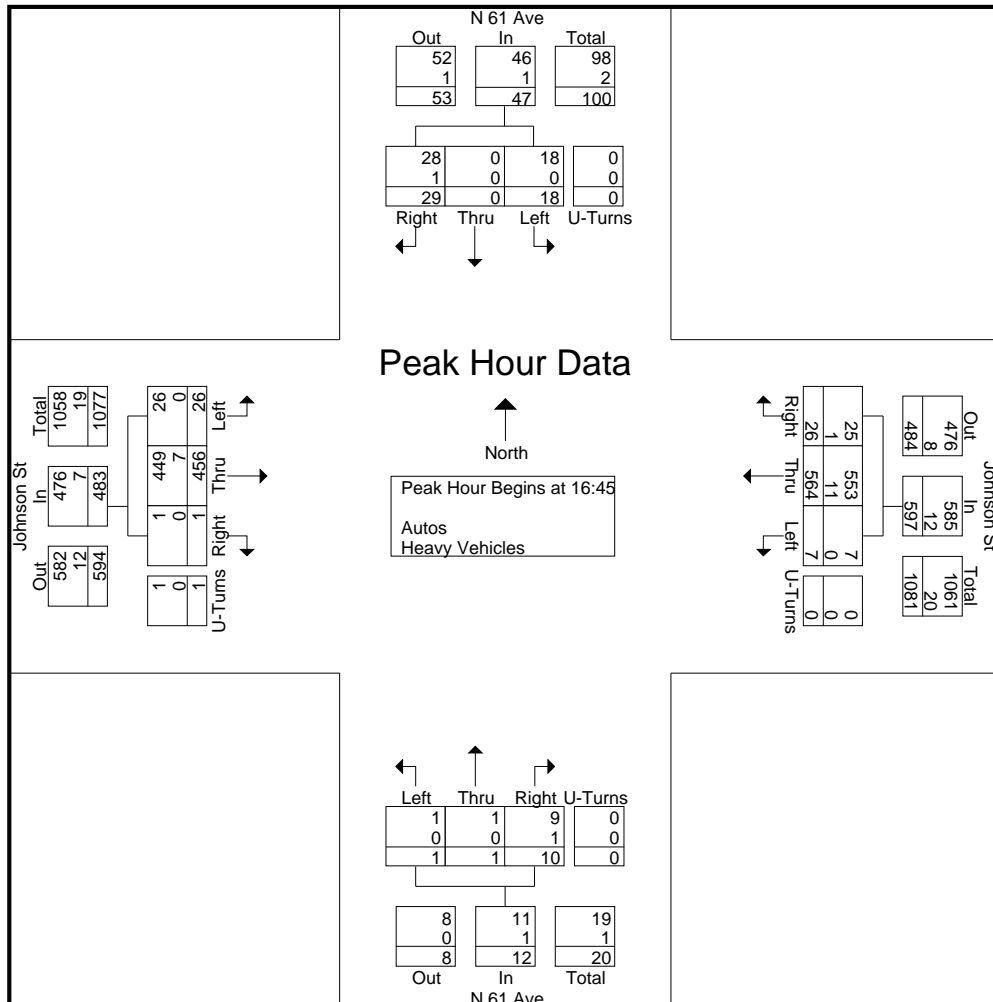 N 61 Ave
Out In Total
52 46 98
1 1 2
53 47 100
28 0 18 0
1 0 0 0
29 0 18 0
Right Thru Left U-Turns
Peak Hour Data
North
Peak Hour Begins at 16:45
Autos
Heavy Vehicles
Johnson St
Out In Total
582 476 1058
12 7 19
594 483 1077
Left Thru Right U-Turns
26 449 1 1
0 7 0 0
26 456 1 1
Johnson St
Out In Total
476 585 1061
8 12 20
484 597 1081
25 553 7 0
1 11 0 0
26 564 7 0
Right Thru Left U-Turns
Left Thru Right U-Turns
1 1 9 0
0 0 1 0
1 1 10 0
8 11 19
0 1 1
8 12 20
Out In Total
N 61 Ave